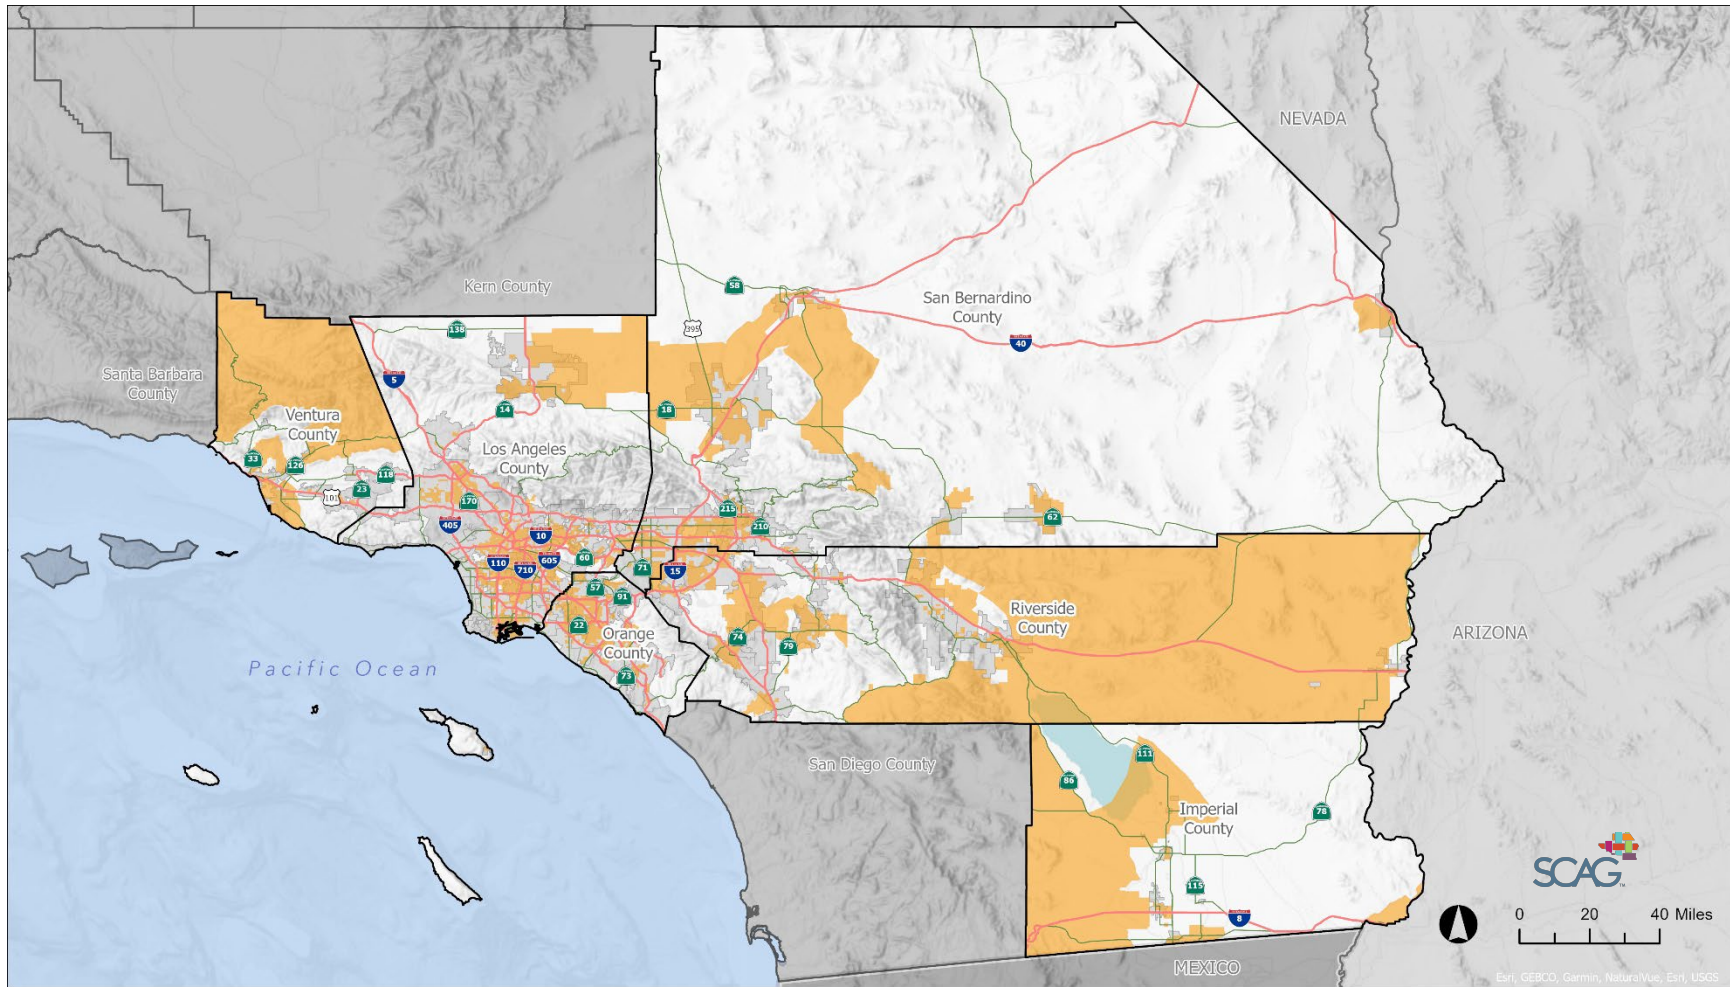 NEVADA
Kern County
58
San Bernardino
County
395
138
40
Santa Barbara
County
5
Ventura
County
14
18
Los Angeles
County
33
126
118
23
101
170
405
215
210
62
10
60
110
710
605
71
15
57
91
22
Orange
County
74
79
Riverside
County
ARIZONA
73
Pacific Ocean
San Diego County
111
86
Imperial
County
78
115
8
SCAG
TM
0 20 40 Miles
MEXICO
Esri, GEBCO, Garmin, NaturalVue, Esri, USGS